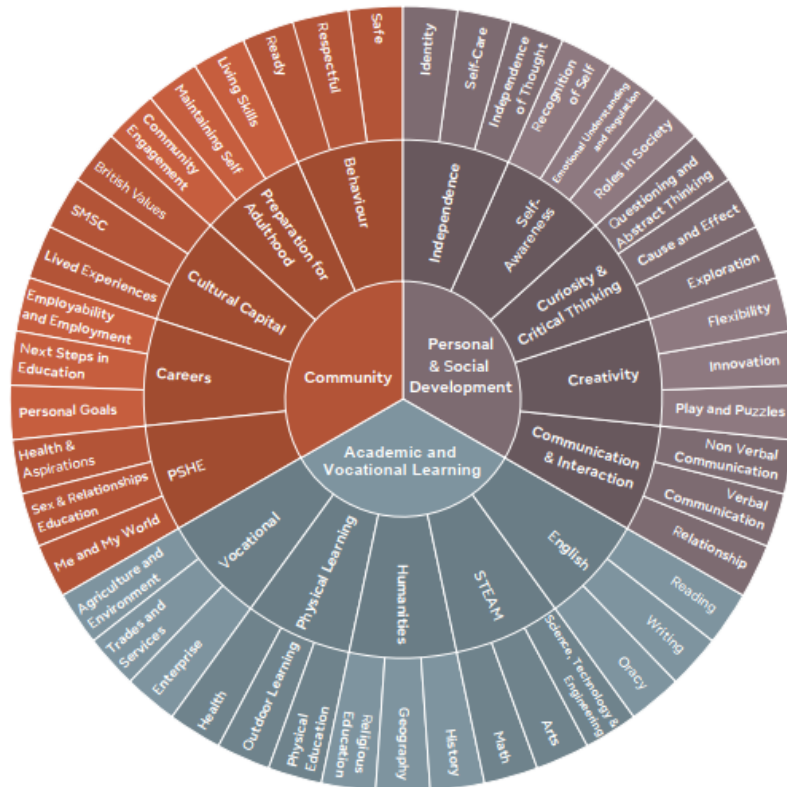 Community
Personal
& Social
Development
Academic and
Vocational Learning
Independence
Self-
Awareness
Curiosity &
Critical Thinking
Creativity
Communication
& Interaction
English
STEAM
Humanities
Physical Learning
Vocational
PSHE
Careers
Cultural Capital
Preparation for
Adulthood
Behaviour
Identity
Self-Care
Independence
of Thought
Recognition
of Self
Emotional Understanding
and Regulation
Roles in Society
Questioning and
Abstract Thinking
Cause and Effect
Exploration
Flexibility
Innovation
Play and Puzzles
Non Verbal
Communication
Verbal
Communication
Relationship
Reading
Writing
Oracy
Science, Technology &
Engineering
Arts
Math
History
Geography
Religious
Education
Physical
Education
Outdoor Learning
Health
Enterprise
Trades and
Services
Agriculture and
Environment
Me and My World
Sex & Relationships
Education
Health &
Aspirations
Personal Goals
Next Steps in
Education
Employability
and Employment
Lived Experiences
SMSC
British Values
Community
Engagement
Maintaining Self
Living Skills
Ready
Respectful
Safe